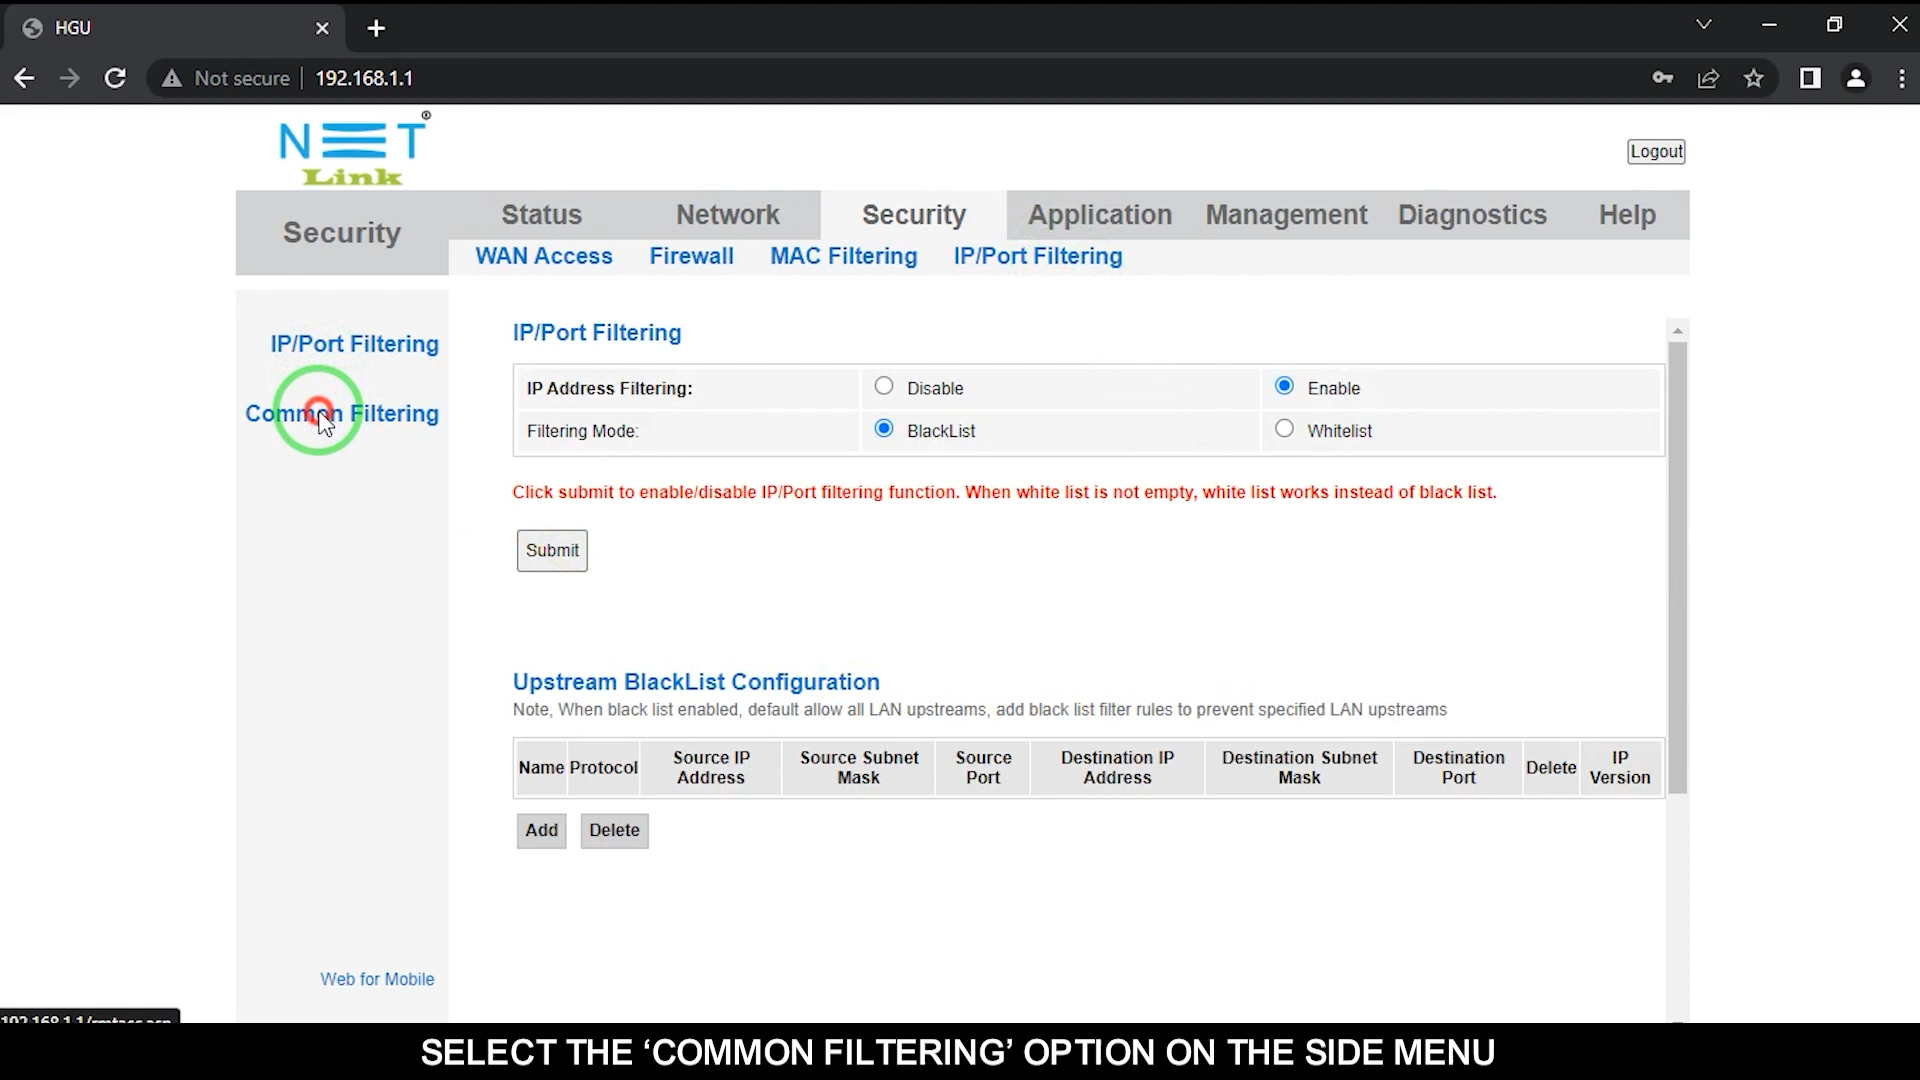 HGU
Not secure 192.168.1.1
NET®
Link
Logout
Security
Status Network Security Application Management Diagnostics Help
WAN Access Firewall MAC Filtering IP/Port Filtering
IP/Port Filtering
Common Filtering
IP/Port Filtering
IP Address Filtering: Disable Enable
Filtering Mode: BlackList Whitelist
Click submit to enable/disable IP/Port filtering function. When white list is not empty, white list works instead of black list.
Submit
Upstream BlackList Configuration
Note, When black list enabled, default allow all LAN upstreams, add black list filter rules to prevent specified LAN upstreams
Name Protocol Source IP Address Source Subnet Mask Source Port Destination IP Address Destination Subnet Mask Destination Port Delete IP Version
Add Delete
Web for Mobile
SELECT THE ‘COMMON FILTERING’ OPTION ON THE SIDE MENU